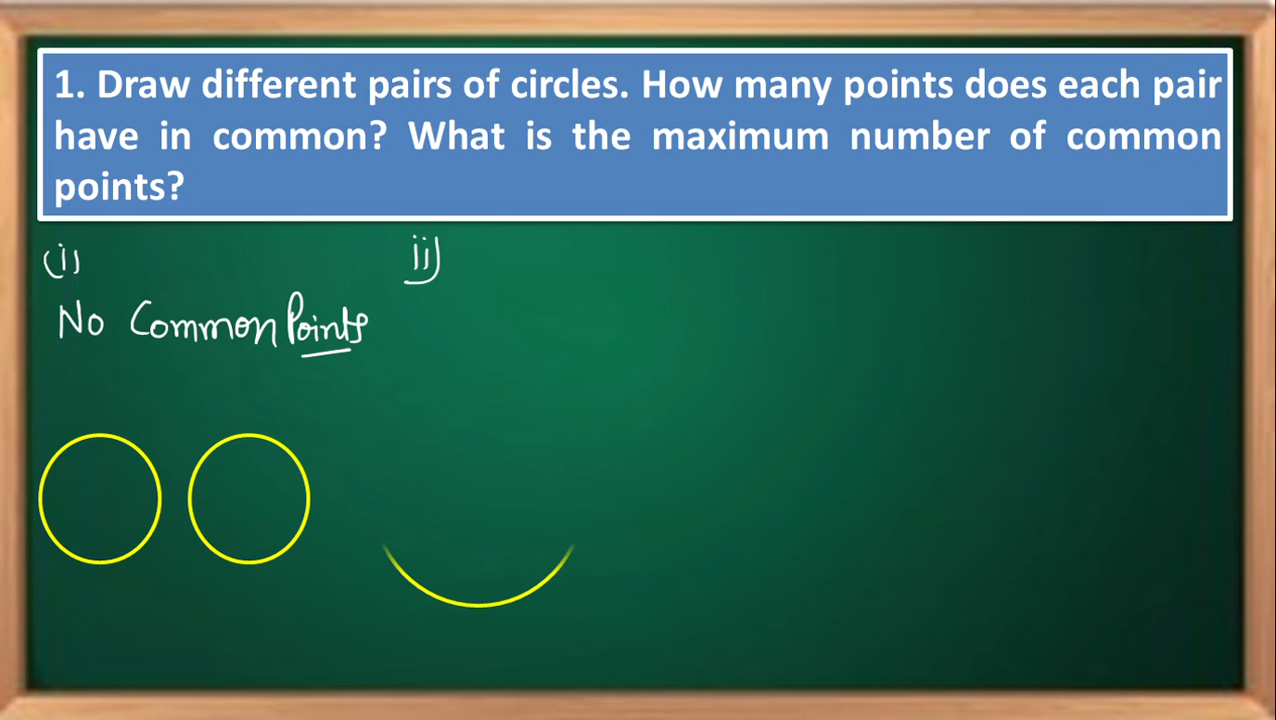 1. Draw different pairs of circles. How many points does each pair
have in common? What is the maximum number of common
points?
(i)
ii)
No Common Points